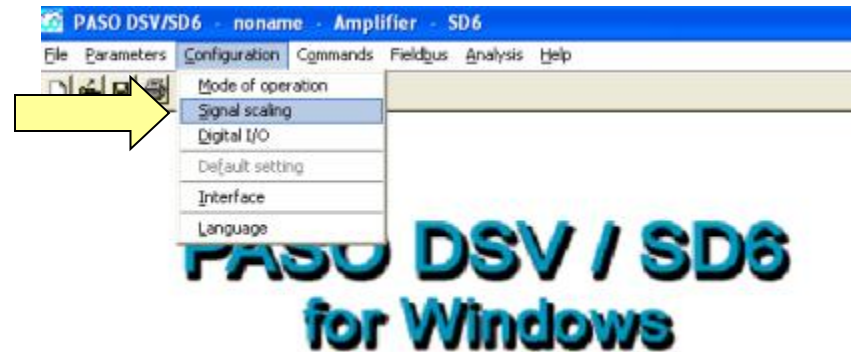 PASO DSV/SD6 - noname - Amplifier - SD6
File Parameters Configuration Commands Fieldbus Analysis Help
Mode of operation
Signal scaling
Digital I/O
Default setting
Interface
Language
PASO DSV / SD6
for Windows